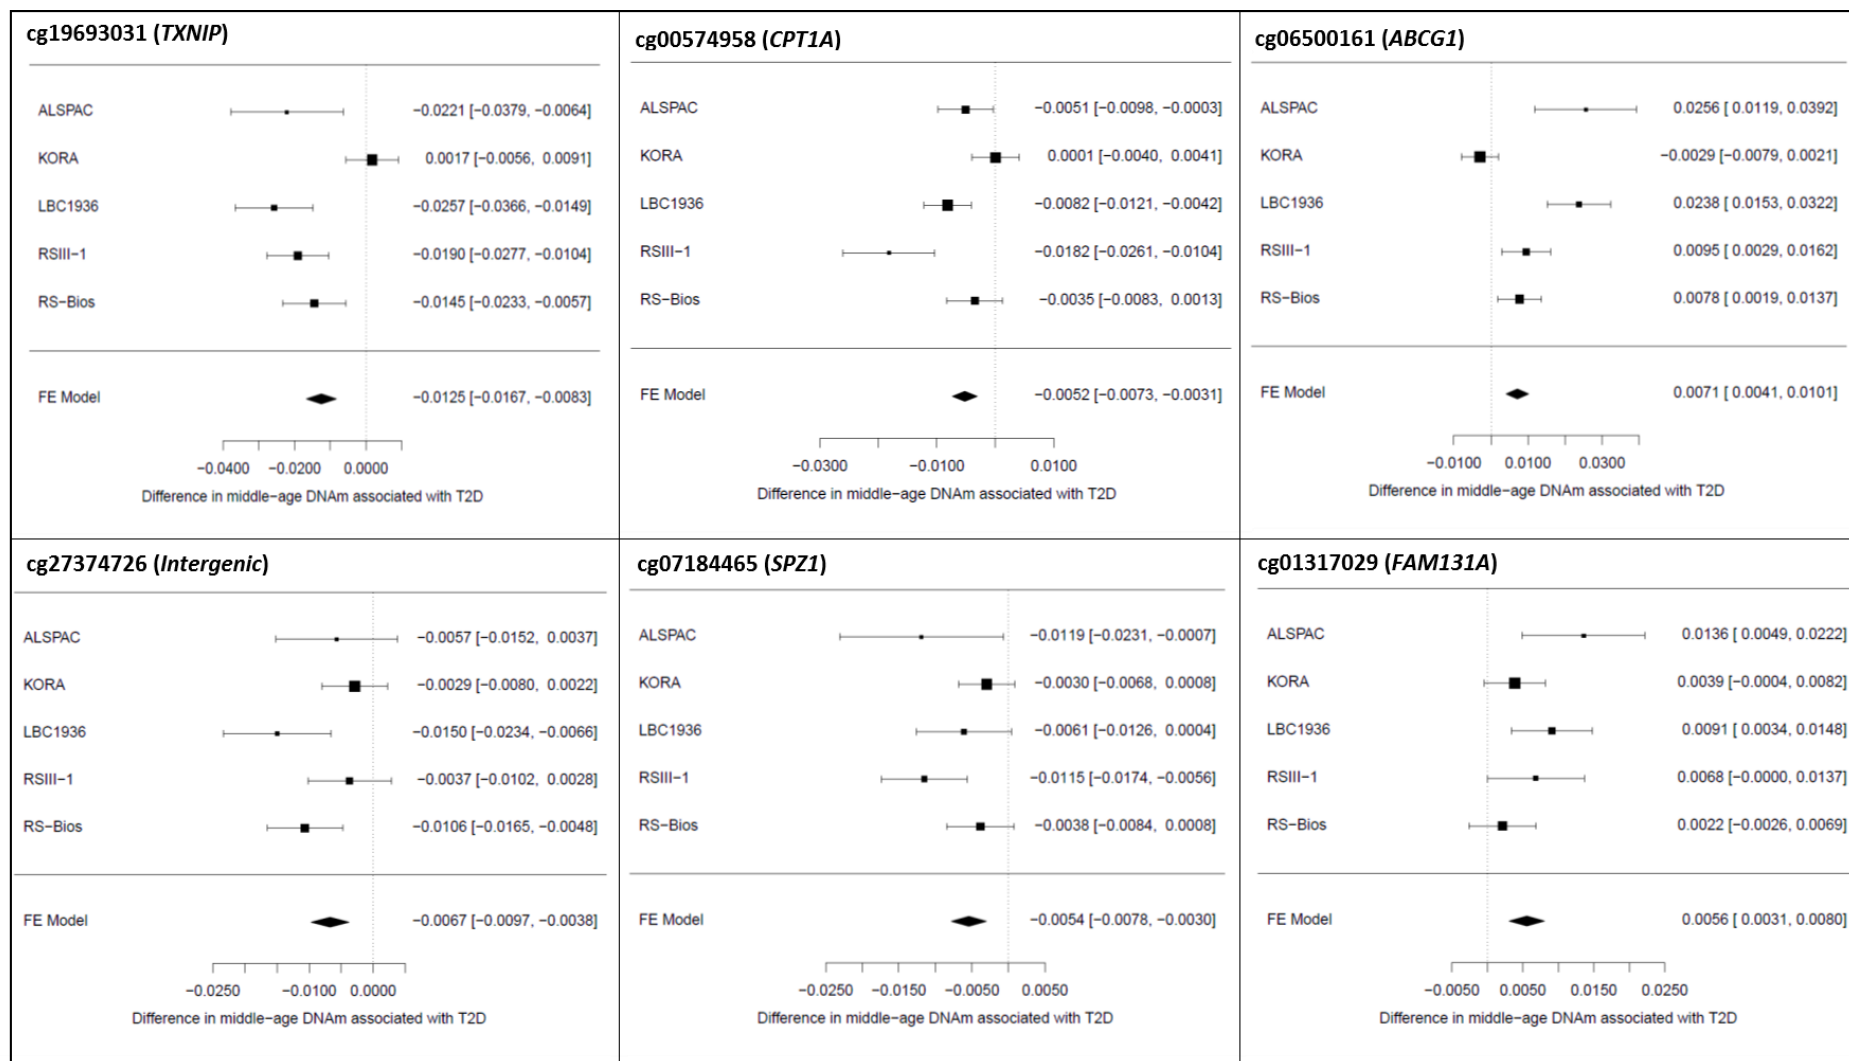 cg19693031 (TXNIP)
ALSPAC −0.0221 [−0.0379, −0.0064]
KORA 0.0017 [−0.0056, 0.0091]
LBC1936 −0.0257 [−0.0366, −0.0149]
RSIII−1 −0.0190 [−0.0277, −0.0104]
RS−Bios −0.0145 [−0.0233, −0.0057]
FE Model −0.0125 [−0.0167, −0.0083]
−0.0400 −0.0200 0.0000
Difference in middle−age DNAm associated with T2D
cg00574958 (CPT1A)
ALSPAC −0.0051 [−0.0098, −0.0003]
KORA 0.0001 [−0.0040, 0.0041]
LBC1936 −0.0082 [−0.0121, −0.0042]
RSIII−1 −0.0182 [−0.0261, −0.0104]
RS−Bios −0.0035 [−0.0083, 0.0013]
FE Model −0.0052 [−0.0073, −0.0031]
−0.0300 −0.0100 0.0100
Difference in middle−age DNAm associated with T2D
cg06500161 (ABCG1)
ALSPAC 0.0256 [ 0.0119, 0.0392]
KORA −0.0029 [−0.0079, 0.0021]
LBC1936 0.0238 [0.0153, 0.0322]
RSIII−1 0.0095 [0.0029, 0.0162]
RS−Bios 0.0078 [0.0019, 0.0137]
FE Model 0.0071 [ 0.0041, 0.0101]
−0.0100 0.0100 0.0300
Difference in middle−age DNAm associated with T2D
cg27374726 (Intergenic)
ALSPAC −0.0057 [−0.0152, 0.0037]
KORA −0.0029 [−0.0080, 0.0022]
LBC1936 −0.0150 [−0.0234, −0.0066]
RSIII−1 −0.0037 [−0.0102, 0.0028]
RS−Bios −0.0106 [−0.0165, −0.0048]
FE Model −0.0067 [−0.0097, −0.0038]
−0.0250 −0.0100 0.0000
Difference in middle−age DNAm associated with T2D
cg07184465 (SPZ1)
ALSPAC −0.0119 [−0.0231, −0.0007]
KORA −0.0030 [−0.0068, 0.0008]
LBC1936 −0.0061 [−0.0126, 0.0004]
RSIII−1 −0.0115 [−0.0174, −0.0056]
RS−Bios −0.0038 [−0.0084, 0.0008]
FE Model −0.0054 [−0.0078, −0.0030]
−0.0250 −0.0150 −0.0050 0.0050
Difference in middle−age DNAm associated with T2D
cg01317029 (FAM131A)
ALSPAC 0.0136 [ 0.0049, 0.0222]
KORA 0.0039 [−0.0004, 0.0082]
LBC1936 0.0091 [ 0.0034, 0.0148]
RSIII−1 0.0068 [−0.0000, 0.0137]
RS−Bios 0.0022 [−0.0026, 0.0069]
FE Model 0.0056 [ 0.0031, 0.0080]
−0.0050 0.0050 0.0150 0.0250
Difference in middle−age DNAm associated with T2D